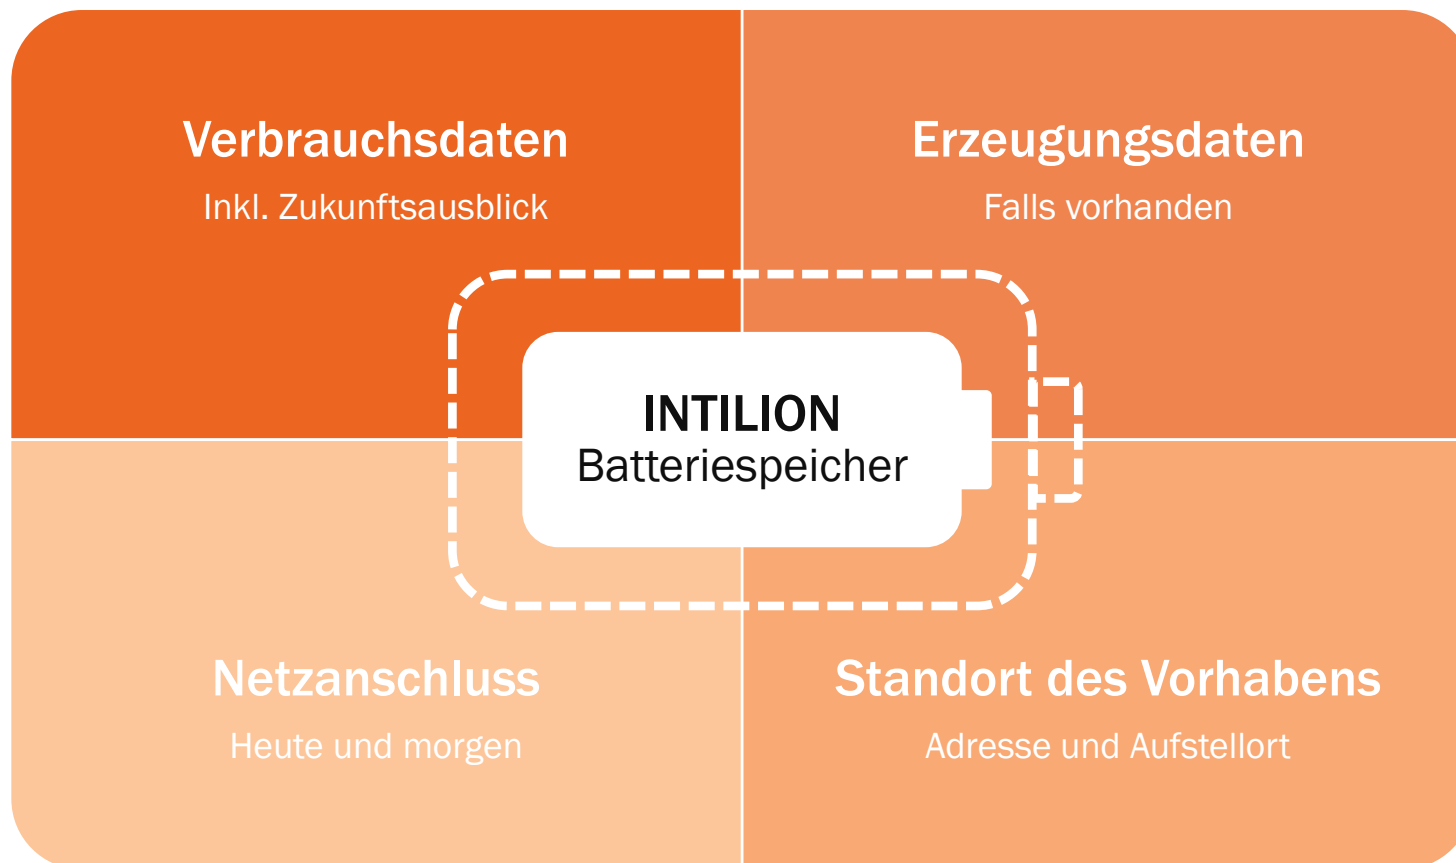 Verbrauchsdaten
Inkl. Zukunftsausblick
Erzeugungsdaten
Falls vorhanden
INTILION
Batteriespeicher
Netzanschluss
Heute und morgen
Standort des Vorhabens
Adresse und Aufstellort